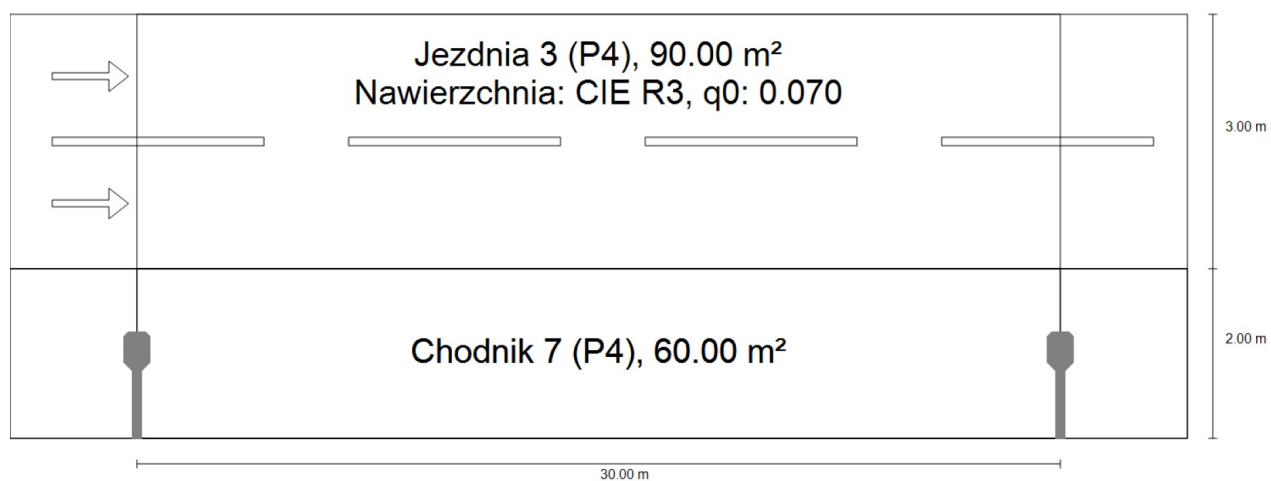 Jezdnia 3 (P4), 90.00 m²
Nawierzchnia: CIE R3, q0: 0.070
3.00 m
Chodnik 7 (P4), 60.00 m²
2.00 m
30.00 m